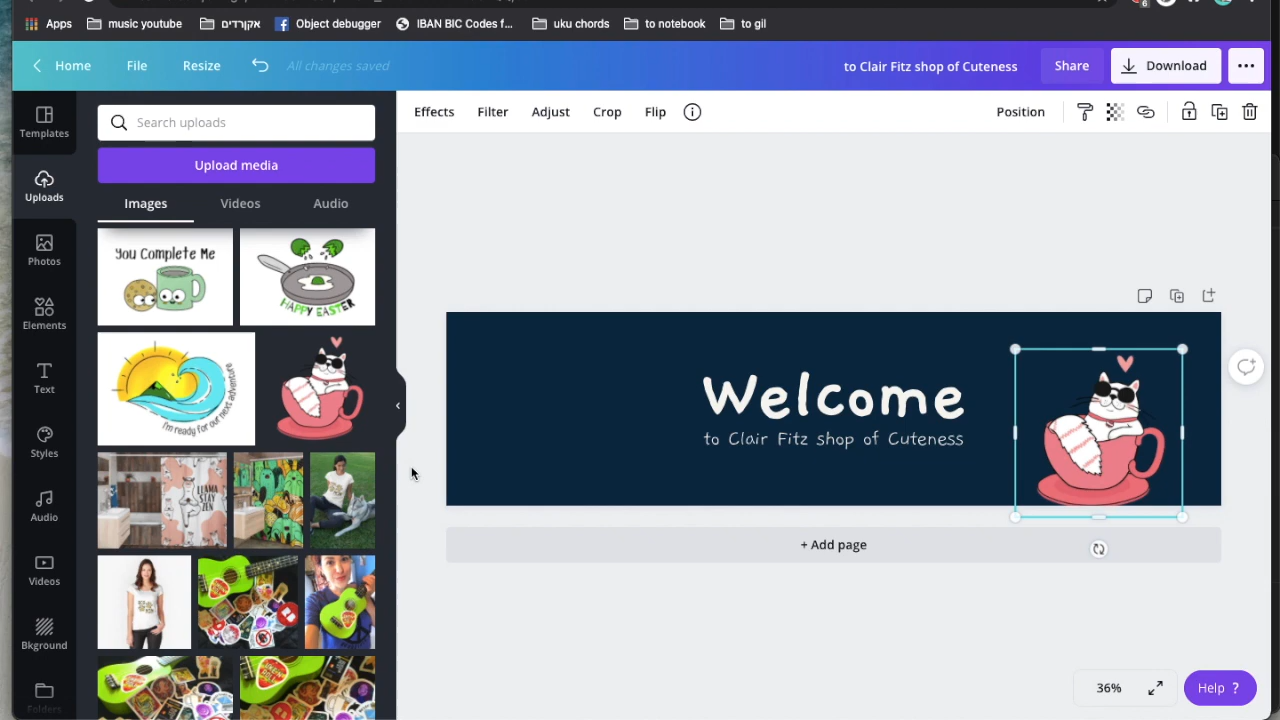 Apps music youtube אקורדים Object debugger IBAN BIC Codes f... uku chords to notebook to gil
Home File Resize All changes saved to Clair Fitz shop of Cuteness Share Download
Templates
Uploads
Photos
Elements
Text
Styles
Audio
Videos
Bkground
Folders
Search uploads
Upload media
Images Videos Audio
You Complete Me
HAPPY EASTER
I'm ready for our next adventure
LLAMA
STAY
ZEN
Effects Filter Adjust Crop Flip Position
Welcome
to Clair Fitz shop of Cuteness
+ Add page
36% Help ?